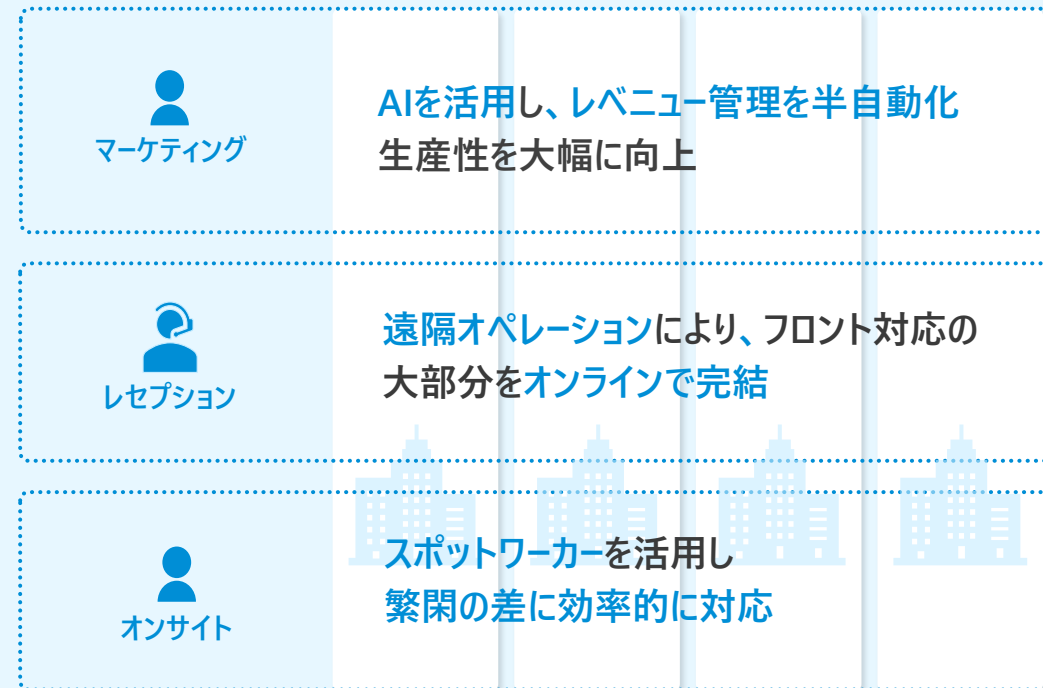 マーケティング
AIを活用し、レベニュー管理を半自動化
生産性を大幅に向上
レセプション
遠隔オペレーションにより、フロント対応の
大部分をオンラインで完結
オンサイト
スポットワーカーを活用し
繁閑の差に効率的に対応